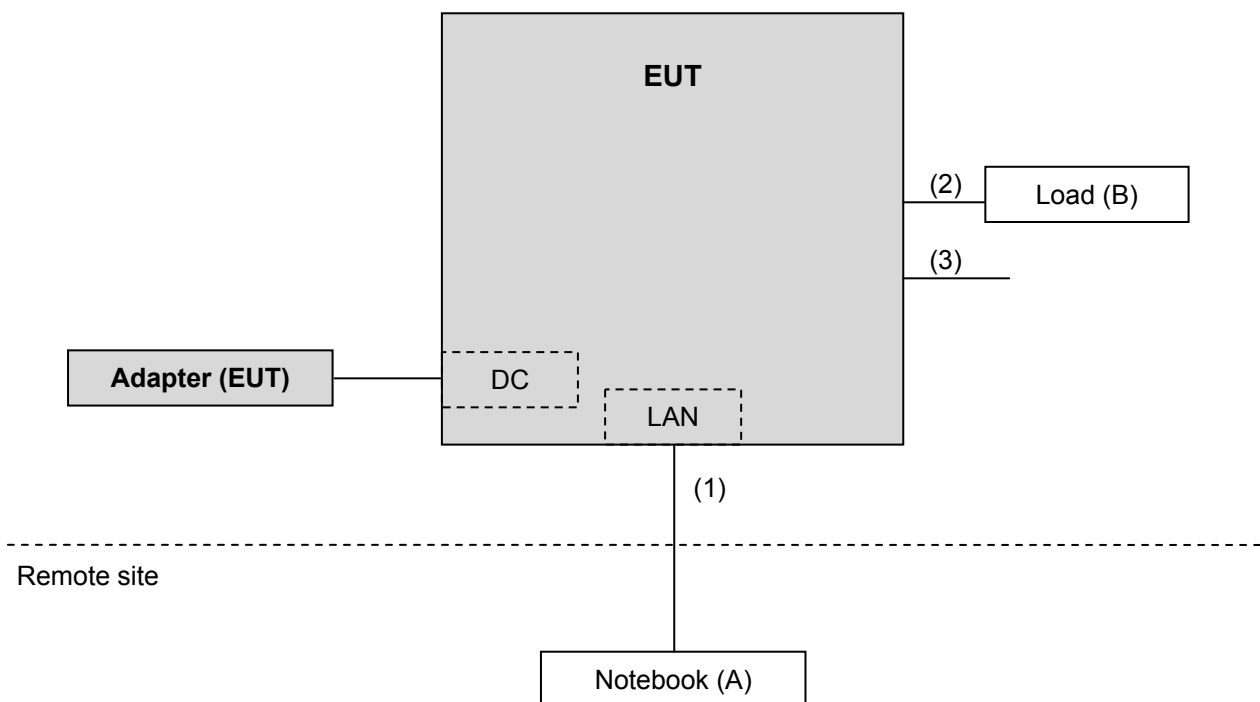 EUT
(2)
Load (B)
(3)
Adapter (EUT)
DC
LAN
(1)
Remote site
Notebook (A)